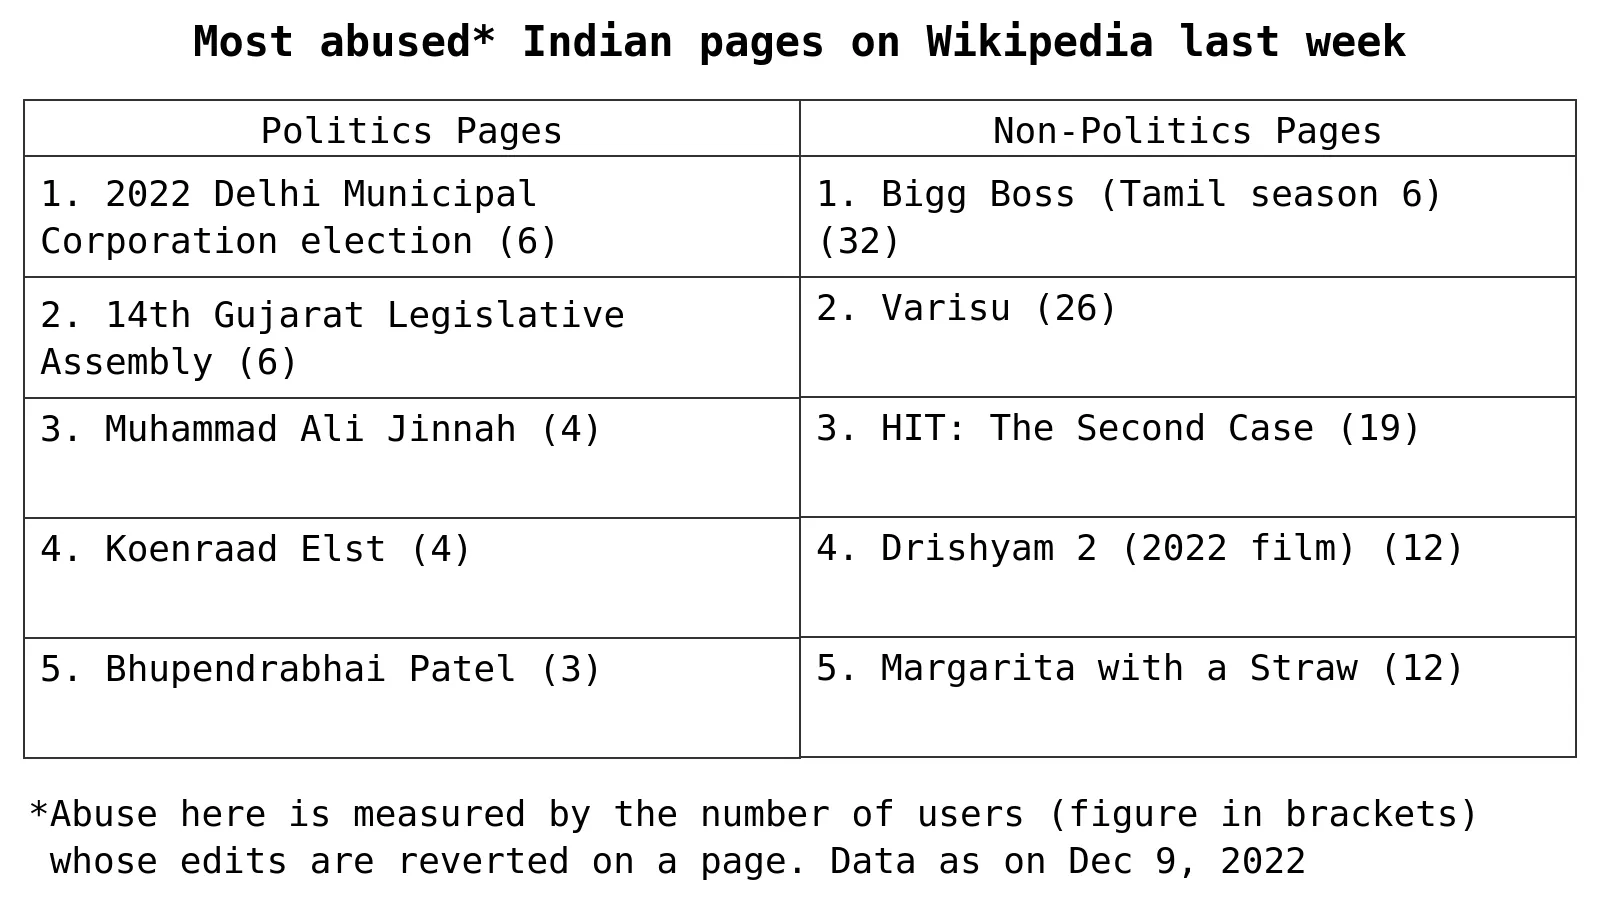 Most abused* Indian pages on Wikipedia last week
Politics Pages
Non-Politics Pages
1. 2022 Delhi Municipal
Corporation election (6)
1. Bigg Boss (Tamil season 6)
(32)
2. 14th Gujarat Legislative
Assembly (6)
2. Varisu (26)
3. Muhammad Ali Jinnah (4)
3. HIT: The Second Case (19)
4. Koenraad Elst (4)
4. Drishyam 2 (2022 film) (12)
5. Bhupendrabhai Patel (3)
5. Margarita with a Straw (12)
*Abuse here is measured by the number of users (figure in brackets)
whose edits are reverted on a page. Data as on Dec 9, 2022